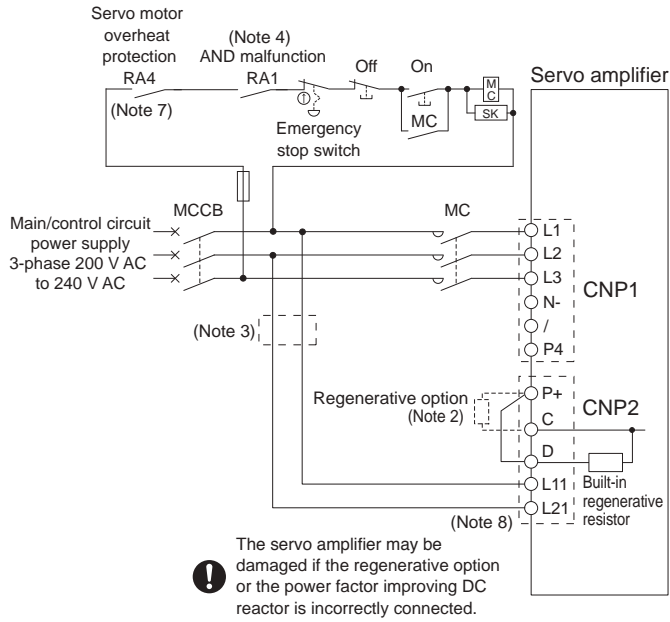 Servo motor
overheat
protection
RA4
(Note 7)
(Note 4)
AND malfunction
RA1
Off
On
MC
M
C
SK
Emergency
stop switch
Servo amplifier
MCCB
MC
Main/control circuit
power supply
3-phase 200 V AC
to 240 V AC
L1
L2
L3
N-
/
P4
CNP1
(Note 3)
Regenerative option
(Note 2)
P+
C
D
L11
L21
CNP2
Built-in
regenerative
resistor
(Note 8)
The servo amplifier may be
damaged if the regenerative option
or the power factor improving DC
reactor is incorrectly connected.